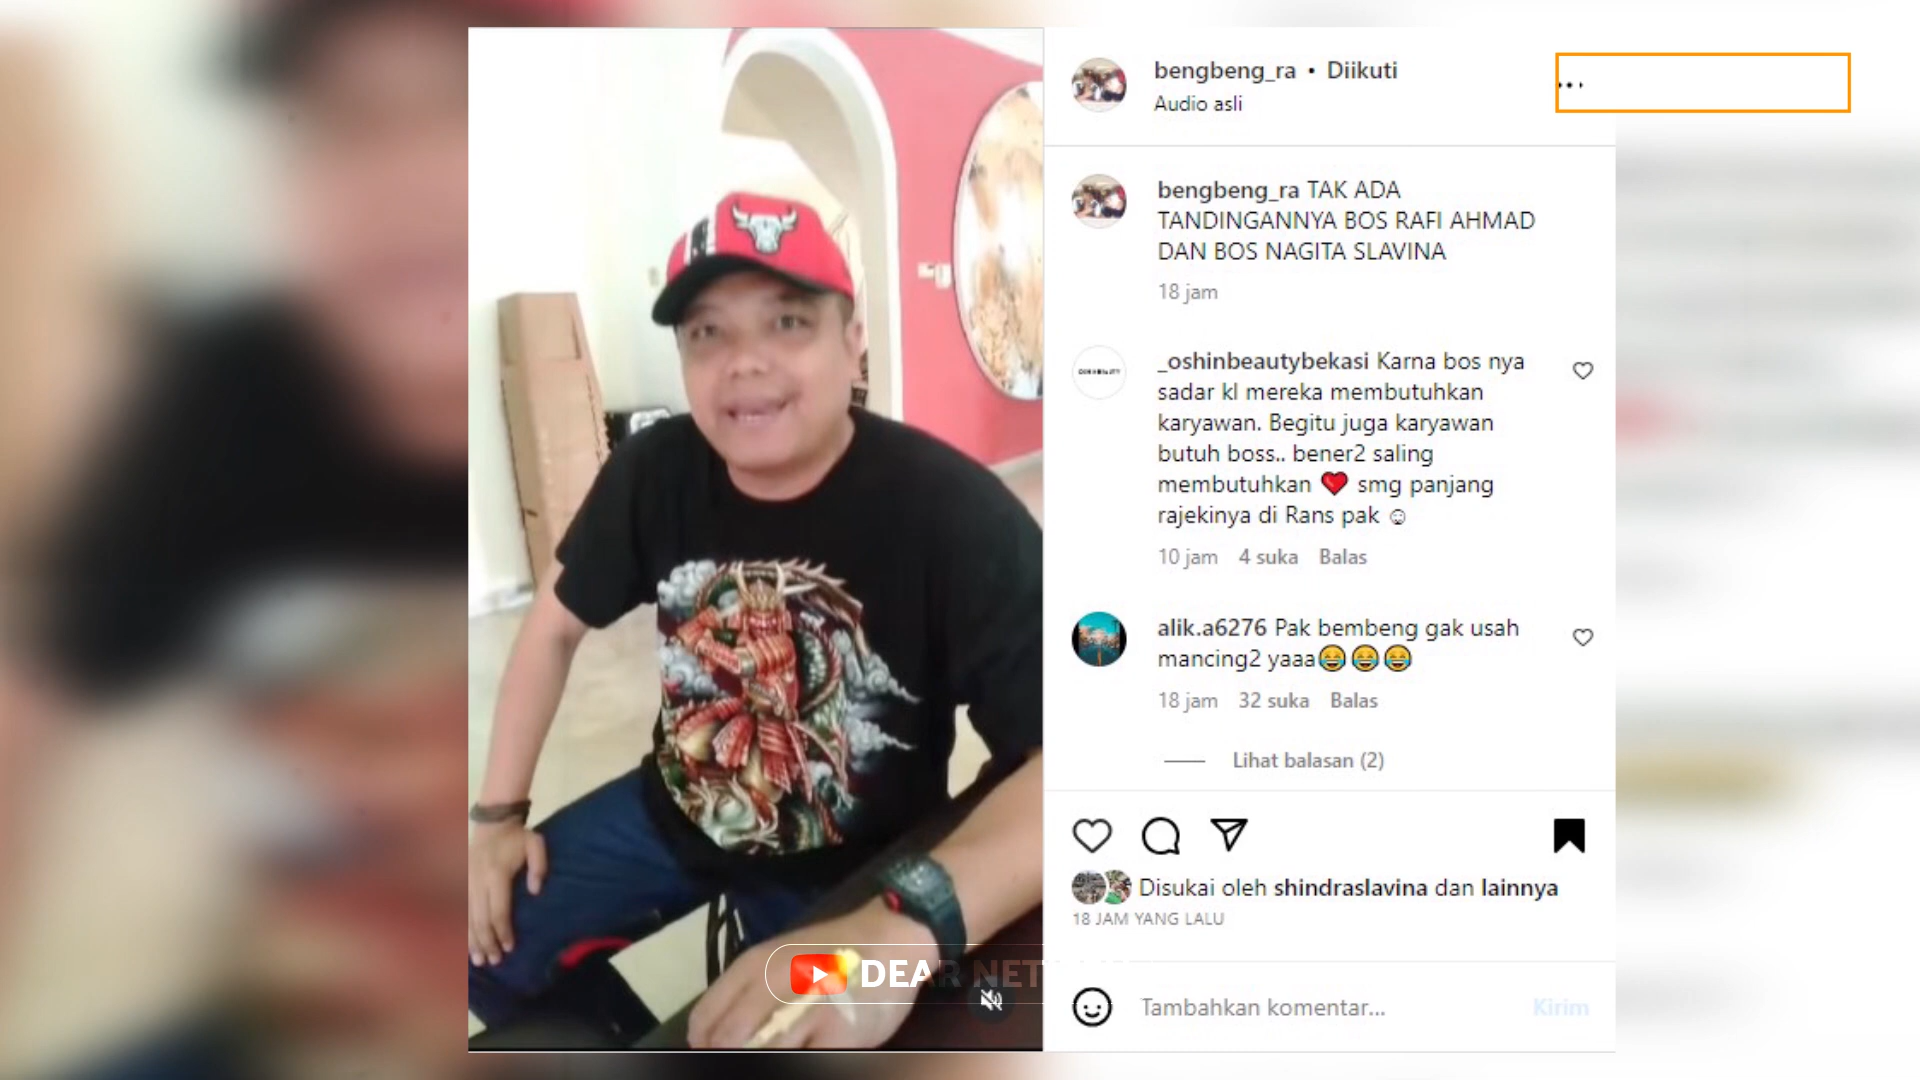 bengbeng_ra • Diikuti
Audio asli
bengbeng_ra TAK ADA
TANDINGANNYA BOS RAFI AHMAD
DAN BOS NAGITA SLAVINA
18 jam
_oshinbeautybekasi Karna bos nya
sadar kl mereka membutuhkan
karyawan. Begitu juga karyawan
butuh boss.. bener2 saling
membutuhkan ❤️ smg panjang
rajekinya di Rans pak ☺
10 jam 4 suka Balas
alik.a6276 Pak bembeng gak usah
mancing2 yaaa😂😂😂
18 jam 32 suka Balas
Lihat balasan (2)
Disukai oleh shindraslavina dan lainnya
18 JAM YANG LALU
DEAR
Tambahkan komentar...
Kirim